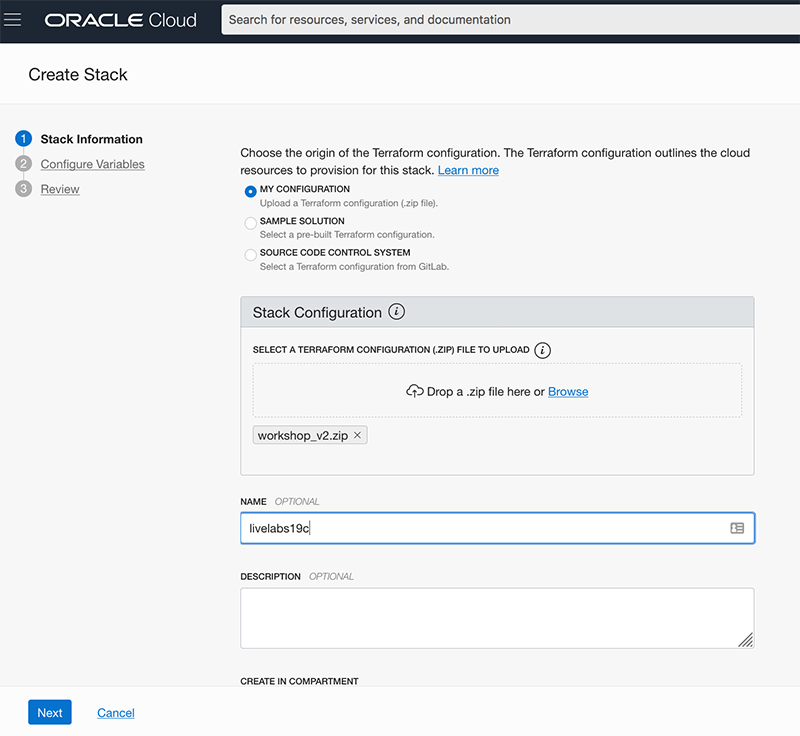 ORACLE Cloud
Search for resources, services, and documentation
Create Stack
1 Stack Information
2 Configure Variables
3 Review
Choose the origin of the Terraform configuration. The Terraform configuration outlines the cloud
resources to provision for this stack. Learn more
MY CONFIGURATION
Upload a Terraform configuration (.zip file).
SAMPLE SOLUTION
Select a pre-built Terraform configuration.
SOURCE CODE CONTROL SYSTEM
Select a Terraform configuration from GitLab.
Stack Configuration i
SELECT A TERRAFORM CONFIGURATION (.ZIP) FILE TO UPLOAD i
Drop a .zip file here or Browse
workshop_v2.zip ×
NAME OPTIONAL
livelabs19c
DESCRIPTION OPTIONAL
CREATE IN COMPARTMENT
Next Cancel